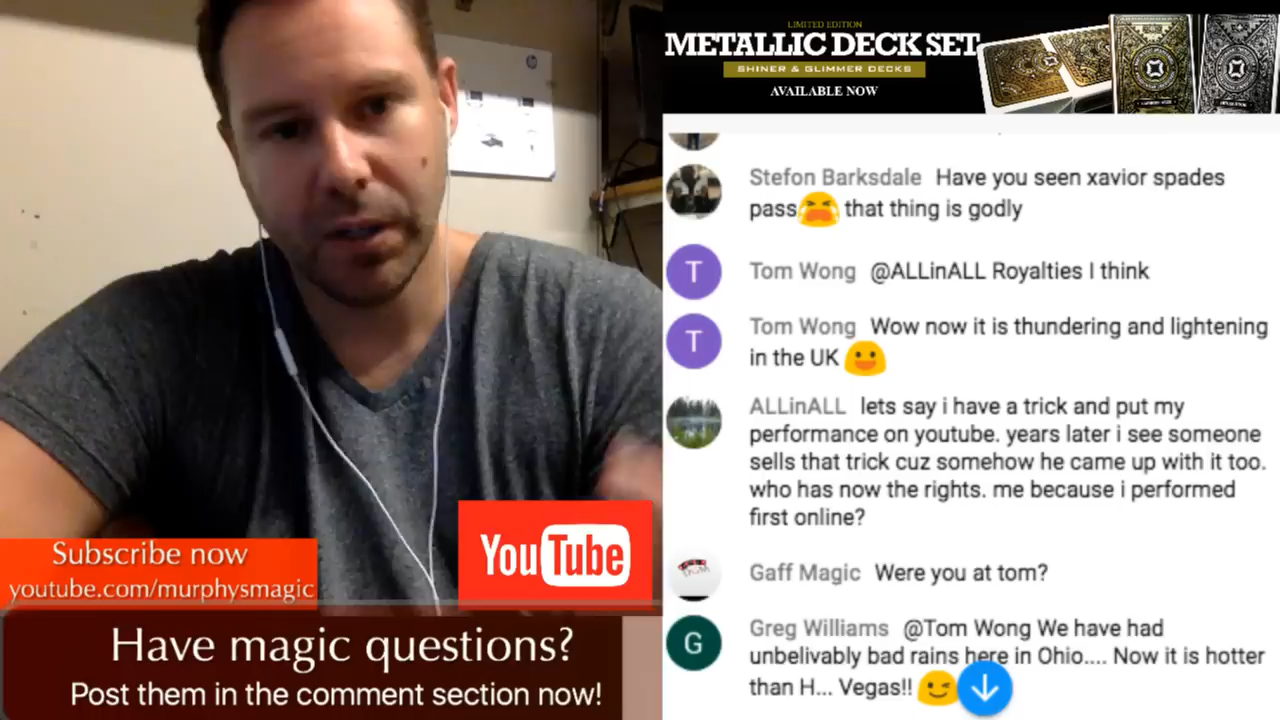 LIMITED EDITION
METALLIC DECK SET
SHINER & GLIMMER DECKS
AVAILABLE NOW
Stefon Barksdale Have you seen xavior spades
pass😫 that thing is godly
T
Tom Wong @ALLinALL Royalties I think
T
Tom Wong Wow now it is thundering and lightening
in the UK 😃
ALLinALL lets say i have a trick and put my
performance on youtube. years later i see someone
sells that trick cuz somehow he came up with it too.
who has now the rights. me because i performed
first online?
Gaff Magic Were you at tom?
G
Greg Williams @Tom Wong We have had
unbelivably bad rains here in Ohio.... Now it is hotter
than H... Vegas!! 😉
hp
YouTube
Subscribe now
youtube.com/murphysmagic
Have magic questions?
Post them in the comment section now!